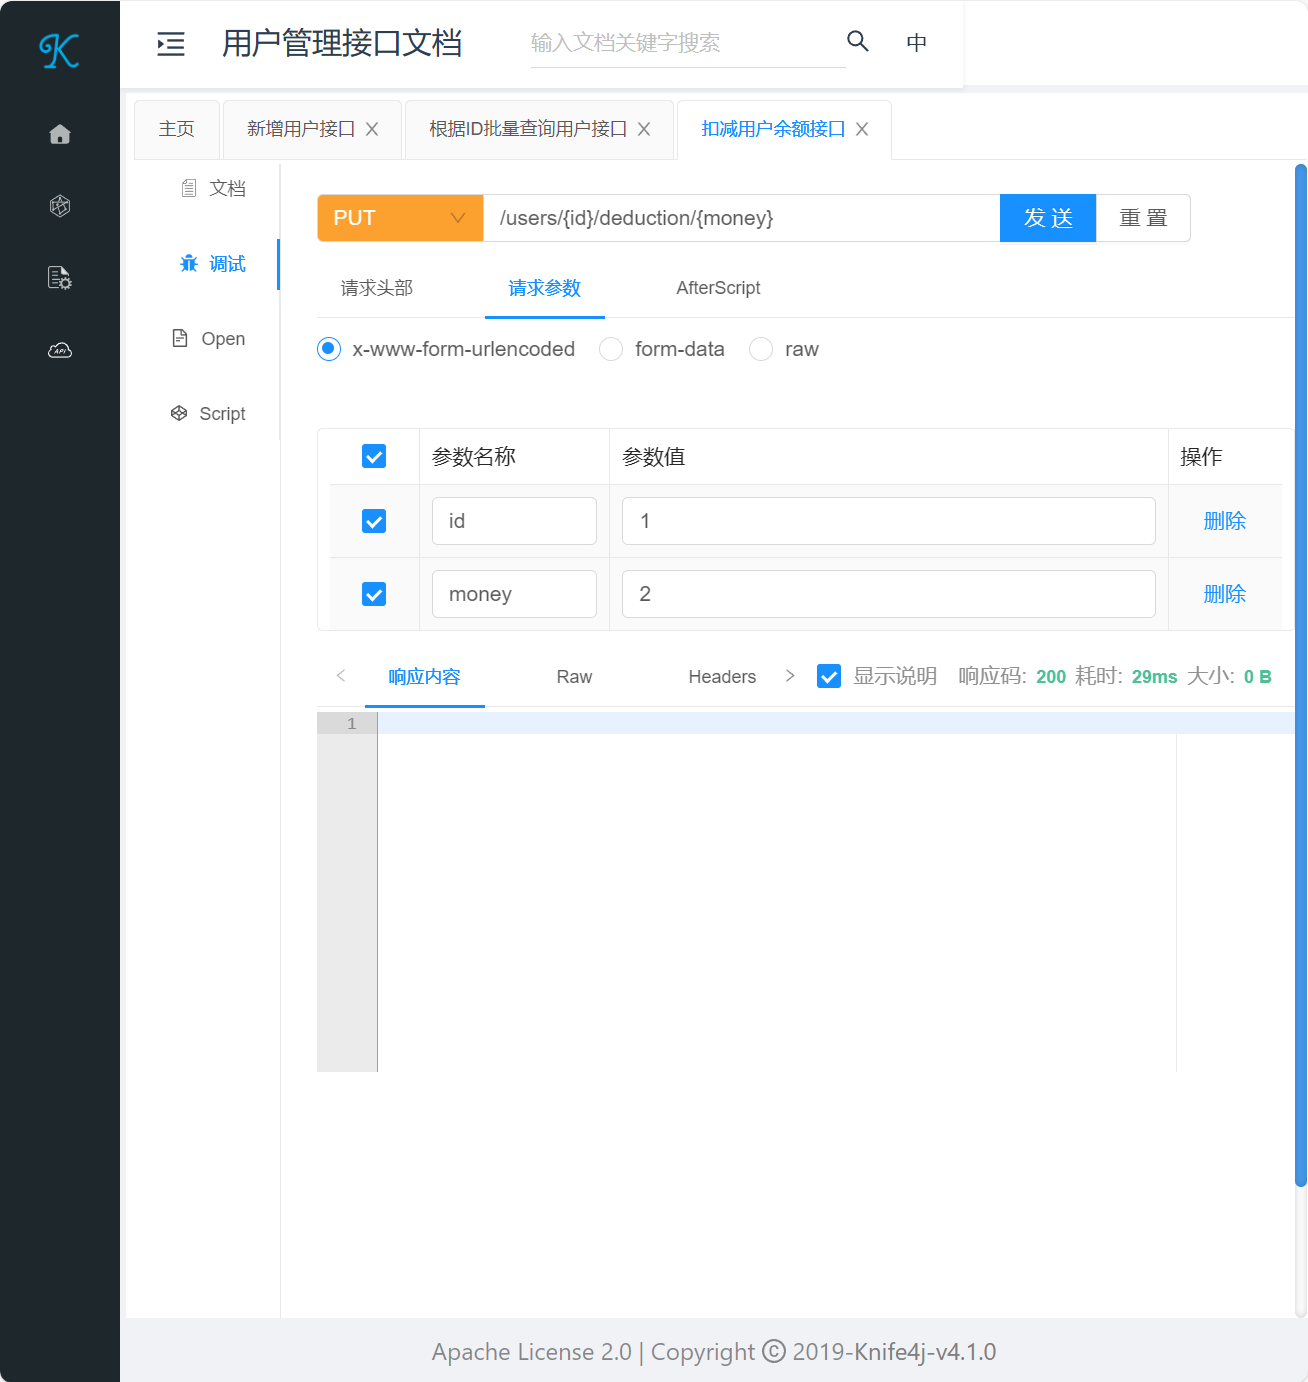 K
用户管理接口文档
输入文档关键字搜索
中
主页
新增用户接口
根据ID批量查询用户接口
扣减用户余额接口
文档
调试
Open
Script
PUT
/users/{id}/deduction/{money}
发 送
重 置
请求头部
请求参数
AfterScript
x-www-form-urlencoded
form-data
raw
参数名称
参数值
操作
id
1
删除
money
2
删除
响应内容
Raw
Headers
显示说明
响应码: 200 耗时: 29ms 大小: 0 B
1
API
Apache License 2.0 | Copyright © 2019-Knife4j-v4.1.0